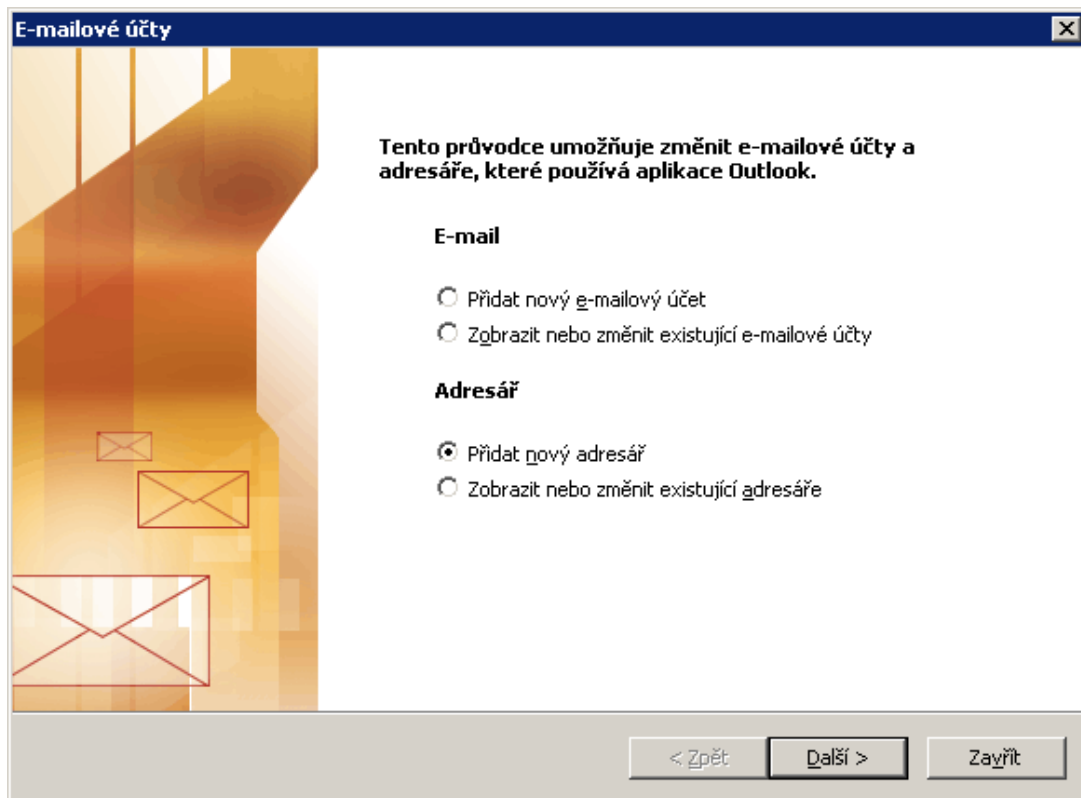 E-mailové účty
Tento průvodce umožňuje změnit e-mailové účty a
adresáře, které používá aplikace Outlook.
E-mail
Přidat nový e-mailový účet
Zobrazit nebo změnit existující e-mailové účty
Adresář
Přidat nový adresář
Zobrazit nebo změnit existující adresáře
< Zpět
Další >
Zavřít